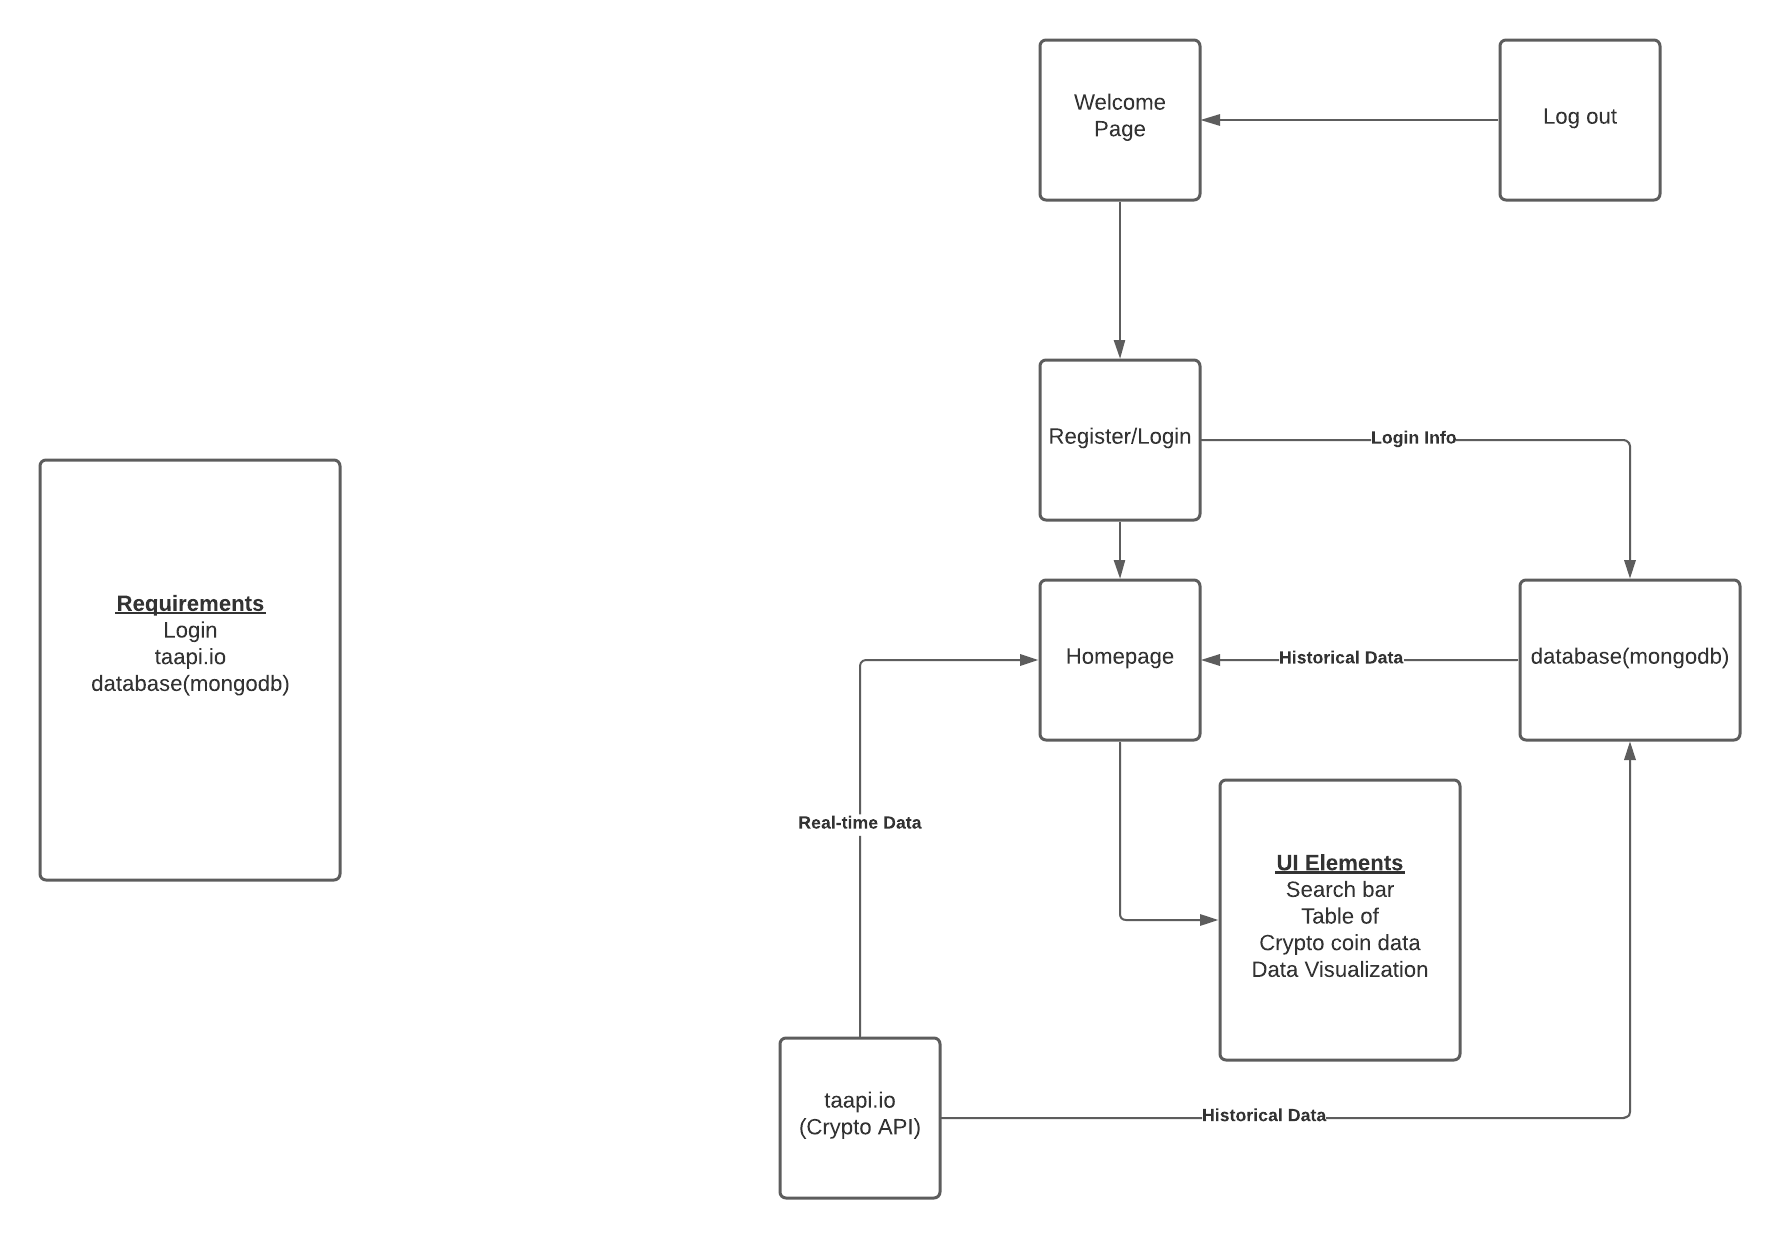 Welcome
Page
Log out
Register/Login
Login Info
Requirements
Login
taapi.io
database(mongodb)
Homepage
Historical Data
database(mongodb)
Real-time Data
UI Elements
Search bar
Table of
Crypto coin data
Data Visualization
taapi.io
(Crypto API)
Historical Data